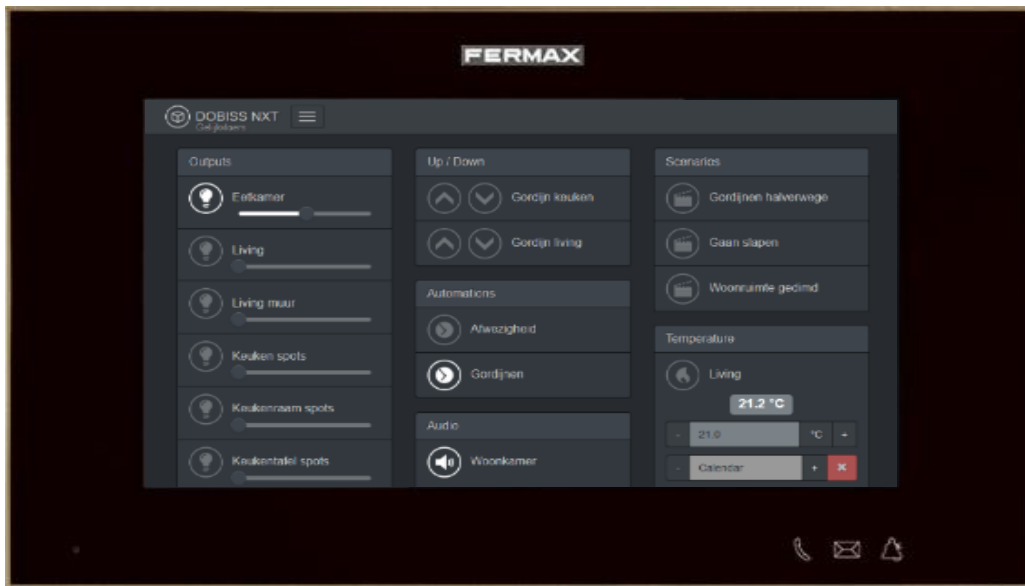 FERMAX
DOBISS NXT
Gelijkvloers
Outputs
Eetkamer
Living
Living muur
Keuken spots
Keukenraam spots
Keukentafel spots
Up / Down
Gordijn keuken
Gordijn living
Automations
Afwezigheid
Gordijnen
Audio
Woonkamer
Scenarios
Gordijnen halverwege
Gaan slapen
Woonruimte gedimd
Temperature
Living
21.2 °C
- 21.0 °C +
- Calendar + ✖